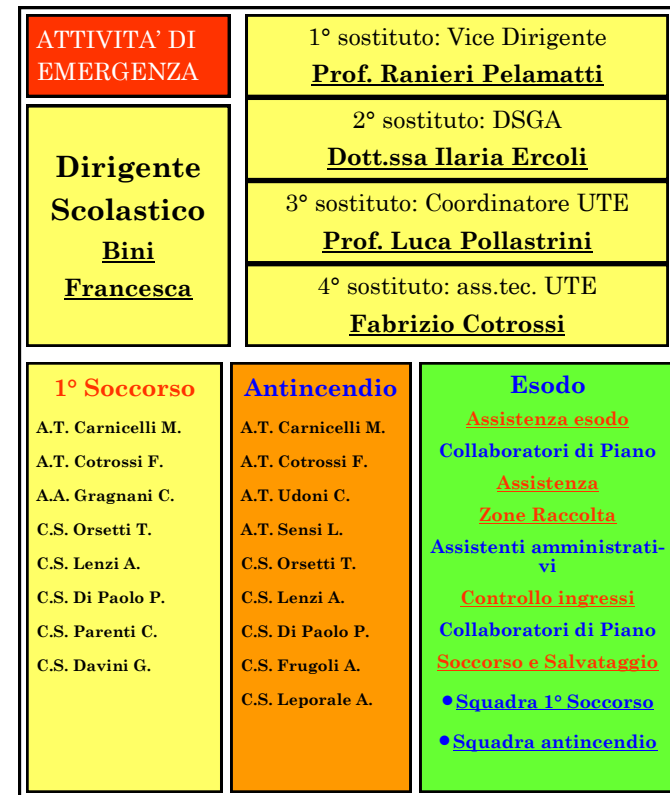 ATTIVITA' DI
EMERGENZA
Dirigente
Scolastico
Bini
Francesca
1° sostituto: Vice Dirigente
Prof. Ranieri Pelamatti
2° sostituto: DSGA
Dott.ssa Ilaria Ercoli
3° sostituto: Coordinatore UTE
Prof. Luca Pollastrini
4° sostituto: ass.tec. UTE
Fabrizio Cotrossi
1° Soccorso
A.T. Carnicelli M.
A.T. Cotrossi F.
A.A. Gragnani C.
C.S. Orsetti T.
C.S. Lenzi A.
C.S. Di Paolo P.
C.S. Parenti C.
C.S. Davini G.
Antincendio
A.T. Carnicelli M.
A.T. Cotrossi F.
A.T. Udoni C.
A.T. Sensi L.
C.S. Orsetti T.
C.S. Lenzi A.
C.S. Di Paolo P.
C.S. Frugoli A.
C.S. Leporale A.
Esodo
Assistenza esodo
Collaboratori di Piano
Assistenza
Zone Raccolta
Assistenti amministrati-
vi
Controllo ingressi
Collaboratori di Piano
Soccorso e Salvataggio
•Squadra 1° Soccorso
•Squadra antincendio